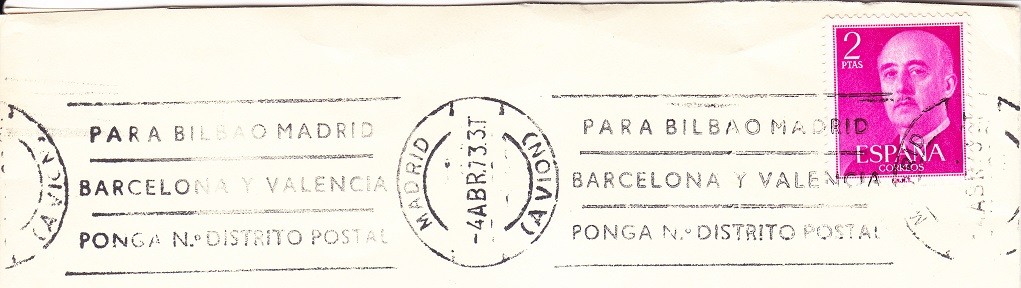 2
PTAS
ESPAÑA
CORREOS
PARA BILBAO MADRID
BARCELONA Y VALENCIA
PONGA N.º DISTRITO POSTAL
(AVION)
MADRID
-4ABR.73.3T
(AVION)
PARA BILBAO MADRID
BARCELONA Y VALENCIA
PONGA N.º DISTRITO POSTAL